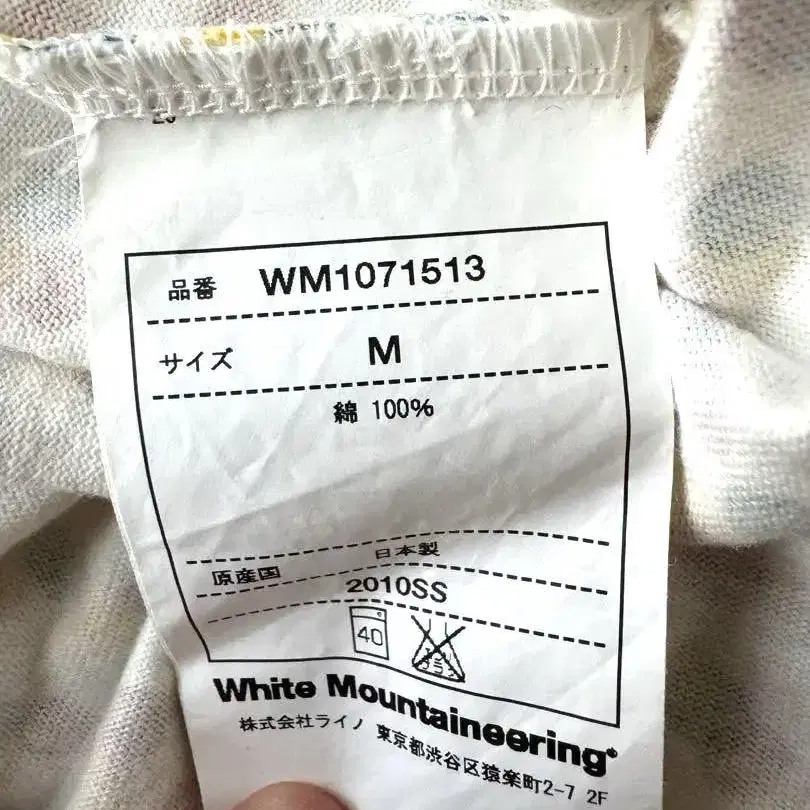 品番 WM1071513
サイズ M
綿 100%
原産国 日本製
2010SS
40
White Mountaineering®
株式会社ライノ 東京都渋谷区猿楽町2-7 2F